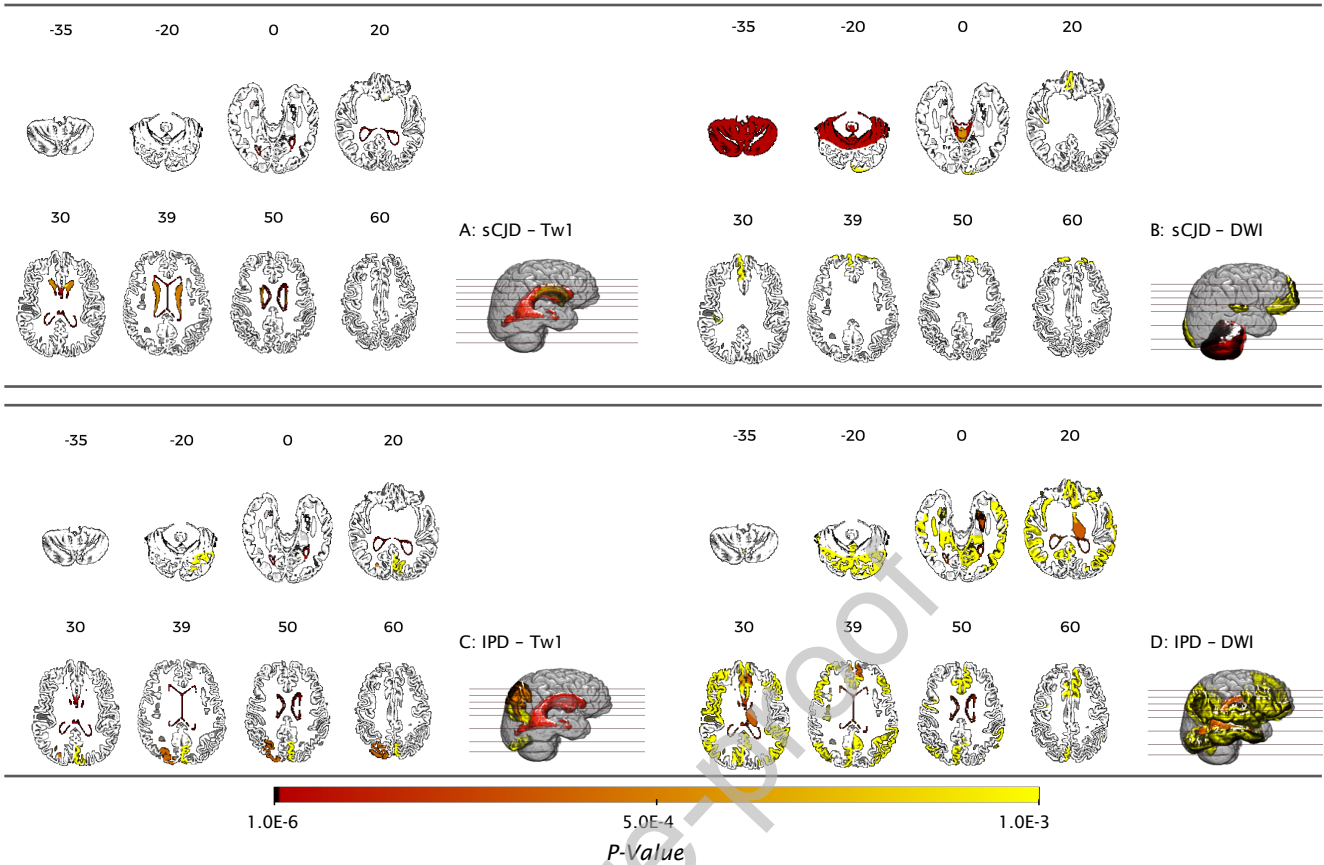 -35 -20 0 20
30 39 50 60
A: sCJD – Tw1
-35 -20 0 20
30 39 50 60
B: sCJD – DWI
-35 -20 0 20
30 39 50 60
C: IPD – Tw1
-35 -20 0 20
30 39 50 60
D: IPD – DWI
1.0E-6 5.0E-4 1.0E-3
P-Value
e-proof